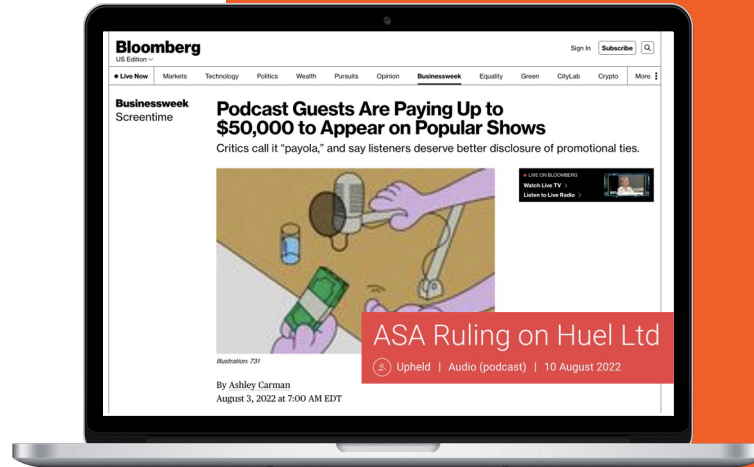 Bloomberg
US Edition
Sign In Subscribe
Live Now Markets Technology Politics Wealth Pursuits Opinion Businessweek Equality Green CityLab Crypto More
Businessweek
Screentime
Podcast Guests Are Paying Up to
$50,000 to Appear on Popular Shows
Critics call it “payola,” and say listeners deserve better disclosure of promotional ties.
LIVE ON BLOOMBERG
Watch Live TV >
Listen to Live Radio >
ASA Ruling on Huel Ltd
Upheld | Audio (podcast) | 10 August 2022
Illustration: 731
By Ashley Carman
August 3, 2022 at 7:00 AM EDT